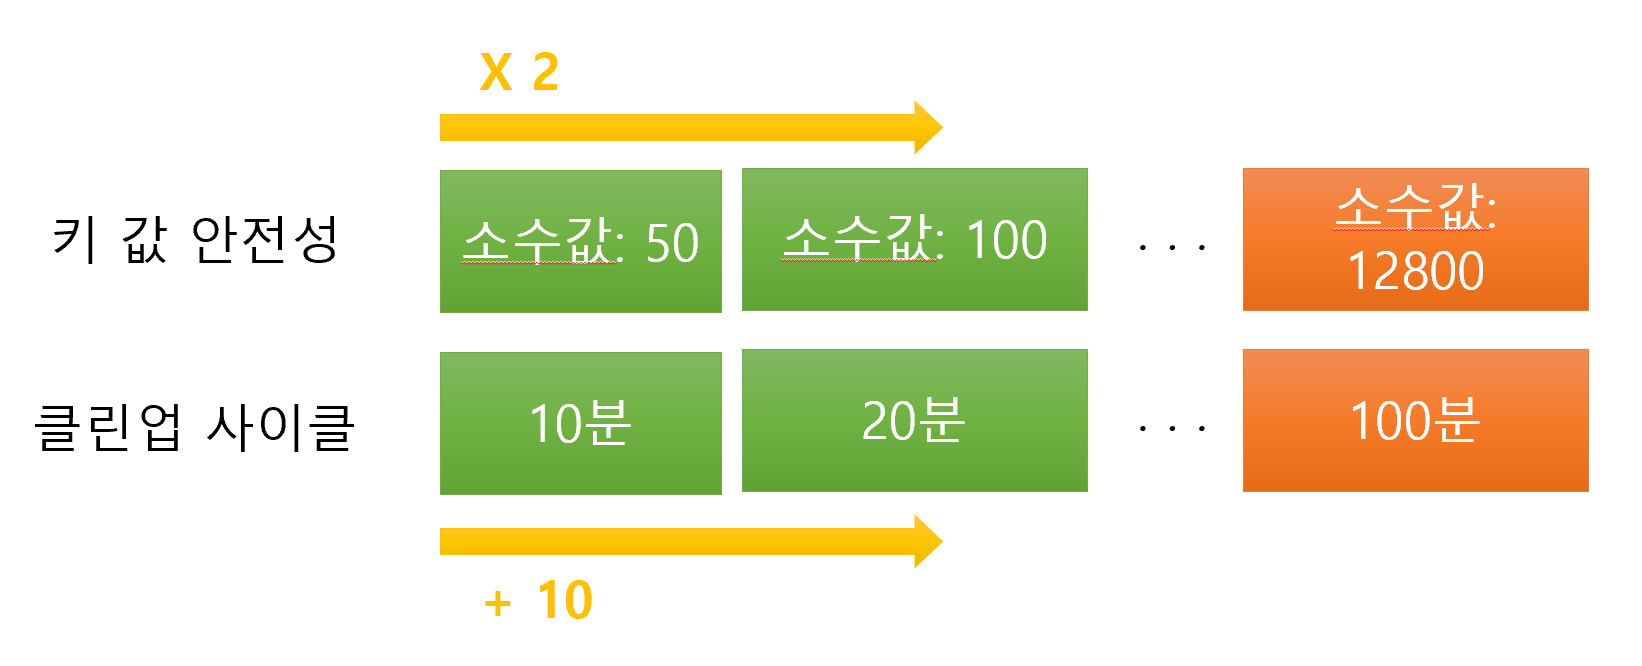 X 2
키 값 안전성
소수값: 50
소수값: 100
. . .
소수값:
12800
클린업 사이클
10분
20분
. . .
100분
+ 10